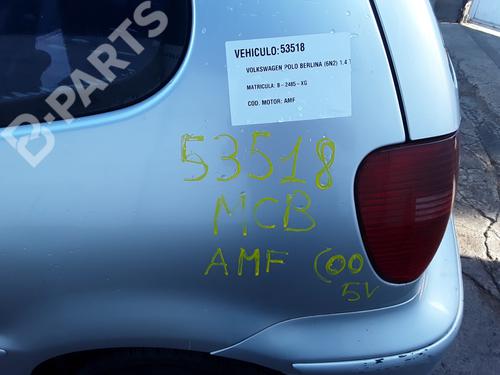 B-PARTS
VEHICULO: 53518
VOLKSWAGEN POLO BERLINA (6N2) 1.4 T
MATRICULA: B - 2485 - XG
COD. MOTOR: AMF
53518
MCB
AMF (00
5V